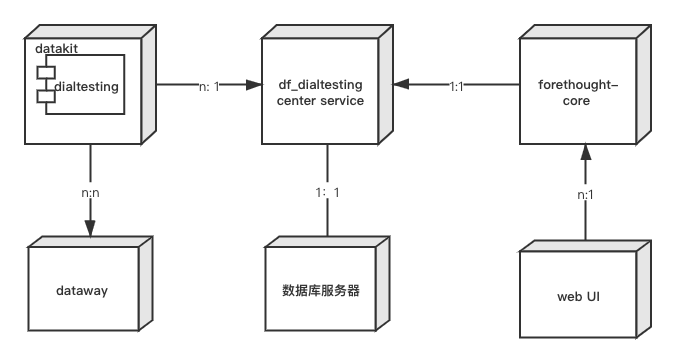 datakit
dialtesting
n: 1
df_dialtesting
center service
1:1
forethought-
core
n:n
1: 1
n:1
dataway
数据库服务器
web UI